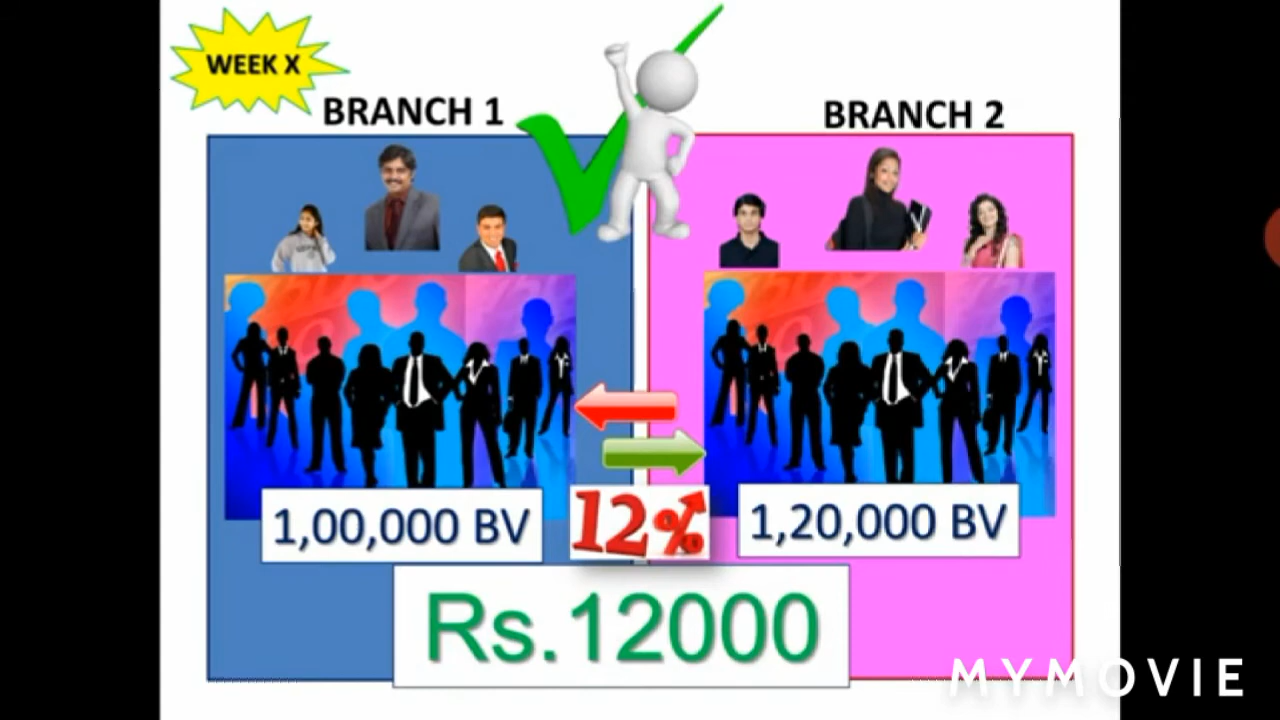 WEEK X
BRANCH 1
BRANCH 2
1,00,000 BV
12%
1,20,000 BV
Rs.12000
MYMOVIE